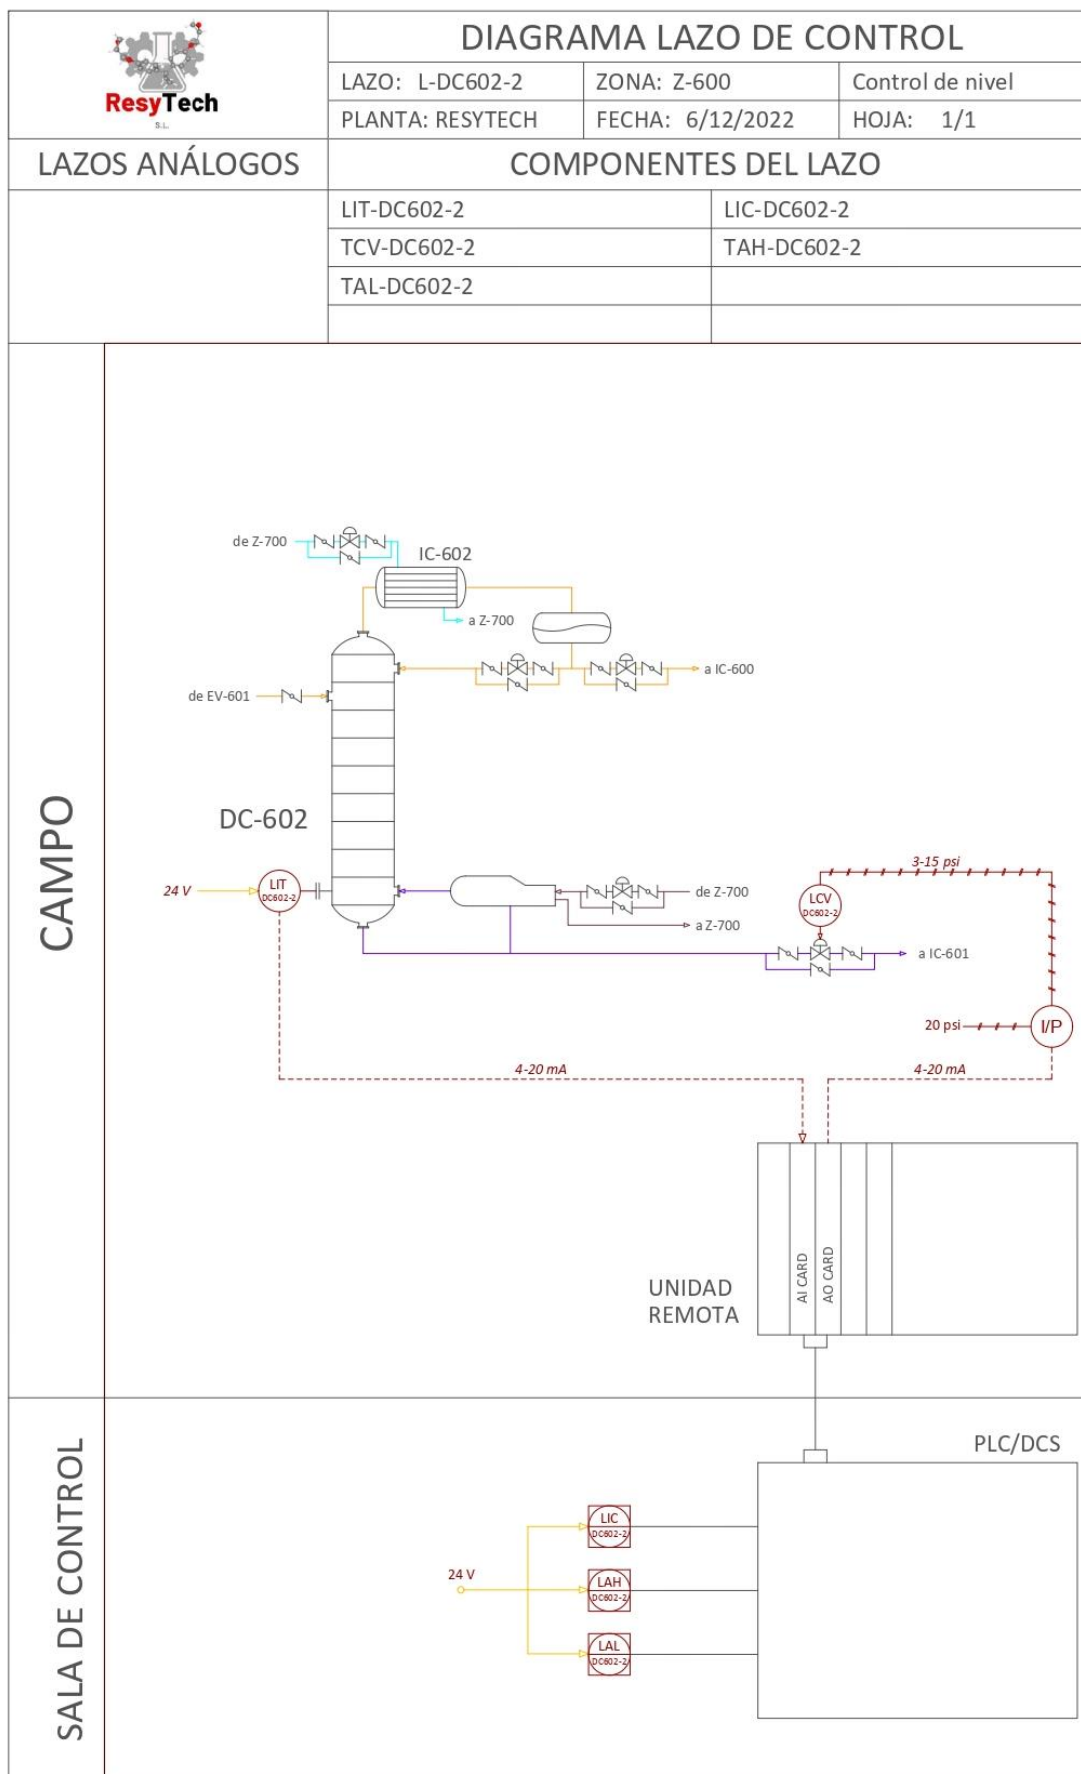 ResyTech
S.L.
DIAGRAMA LAZO DE CONTROL
LAZO: L-DC602-2
ZONA: Z-600
Control de nivel
PLANTA: RESYTECH
FECHA: 6/12/2022
HOJA: 1/1
LAZOS ANÁLOGOS
COMPONENTES DEL LAZO
LIT-DC602-2
LIC-DC602-2
TCV-DC602-2
TAH-DC602-2
TAL-DC602-2
CAMPO
de Z-700
IC-602
a Z-700
a IC-600
de EV-601
DC-602
24 V
LIT
DC602-2
de Z-700
a Z-700
3-15 psi
LCV
DC602-2
a IC-601
20 psi
I/P
4-20 mA
4-20 mA
AI CARD
AO CARD
UNIDAD
REMOTA
SALA DE CONTROL
PLC/DCS
24 V
LIC
DC602-2
LAH
DC602-2
LAL
DC602-2